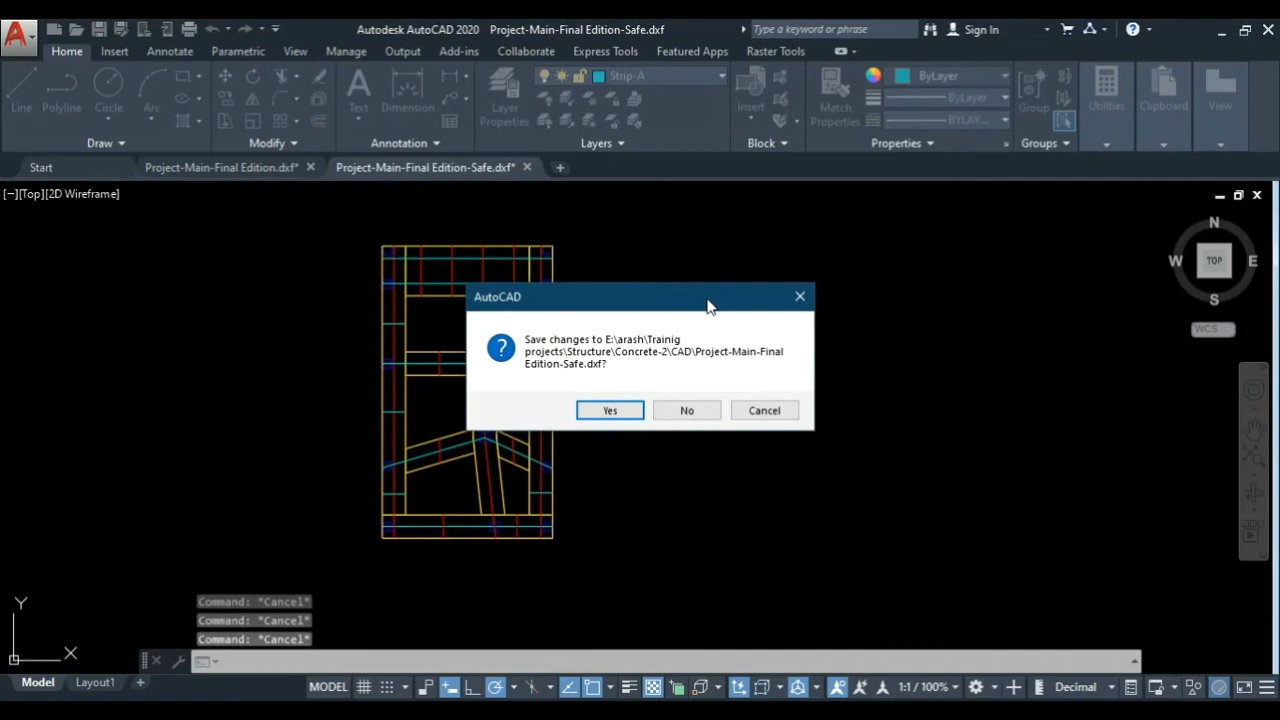 Autodesk AutoCAD 2020 Project-Main-Final Edition-Safe.dxf
Type a keyword or phrase
Sign In
Home Insert Annotate Parametric View Manage Output Add-ins Collaborate Express Tools Featured Apps Raster Tools
Line Polyline Circle Arc
Text Dimension
Layer Properties
Strip-A
Insert
Match Properties
ByLayer
BYLAY...
Group
Utilities
Clipboard
View
Draw Modify Annotation Layers Block Properties Groups
Start Project-Main-Final Edition.dxf* Project-Main-Final Edition-Safe.dxf*
[−][Top][2D Wireframe]
N
W TOP E
S
WCS
AutoCAD
Save changes to E:\arash\Trainig
projects\Structure\Concrete-2\CAD\Project-Main-Final
Edition-Safe.dxf?
Yes No Cancel
Y
X
Command: *Cancel*
Command: *Cancel*
Command: *Cancel*
Model Layout1
MODEL 1:1 / 100% Decimal